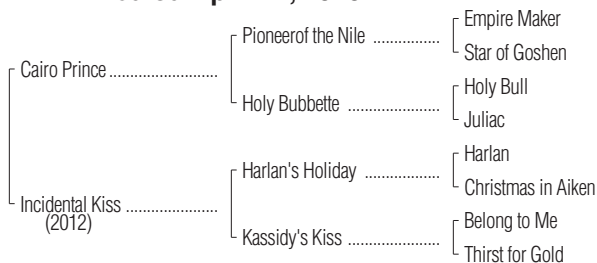 Empire Maker
Pioneerof the Nile ................
Star of Goshen
Cairo Prince ..........................
Holy Bull
Holy Bubbette ......................
Juliac
Harlan
Harlan's Holiday ..................
Christmas in Aiken
Incidental Kiss ......................
(2012)
Belong to Me
Kassidy's Kiss ......................
Thirst for Gold